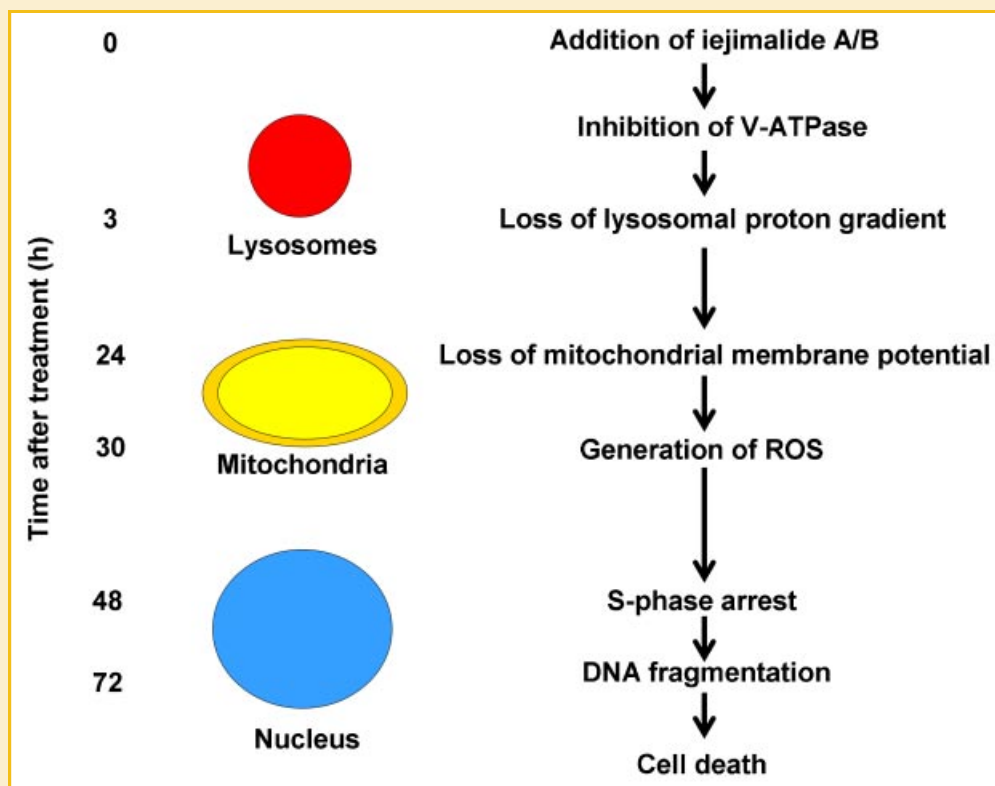 Time after treatment (h)
0
Addition of iejimalide A/B
Inhibition of V-ATPase
3
Loss of lysosomal proton gradient
Lysosomes
24
Loss of mitochondrial membrane potential
30
Generation of ROS
Mitochondria
48
S-phase arrest
72
DNA fragmentation
Nucleus
Cell death